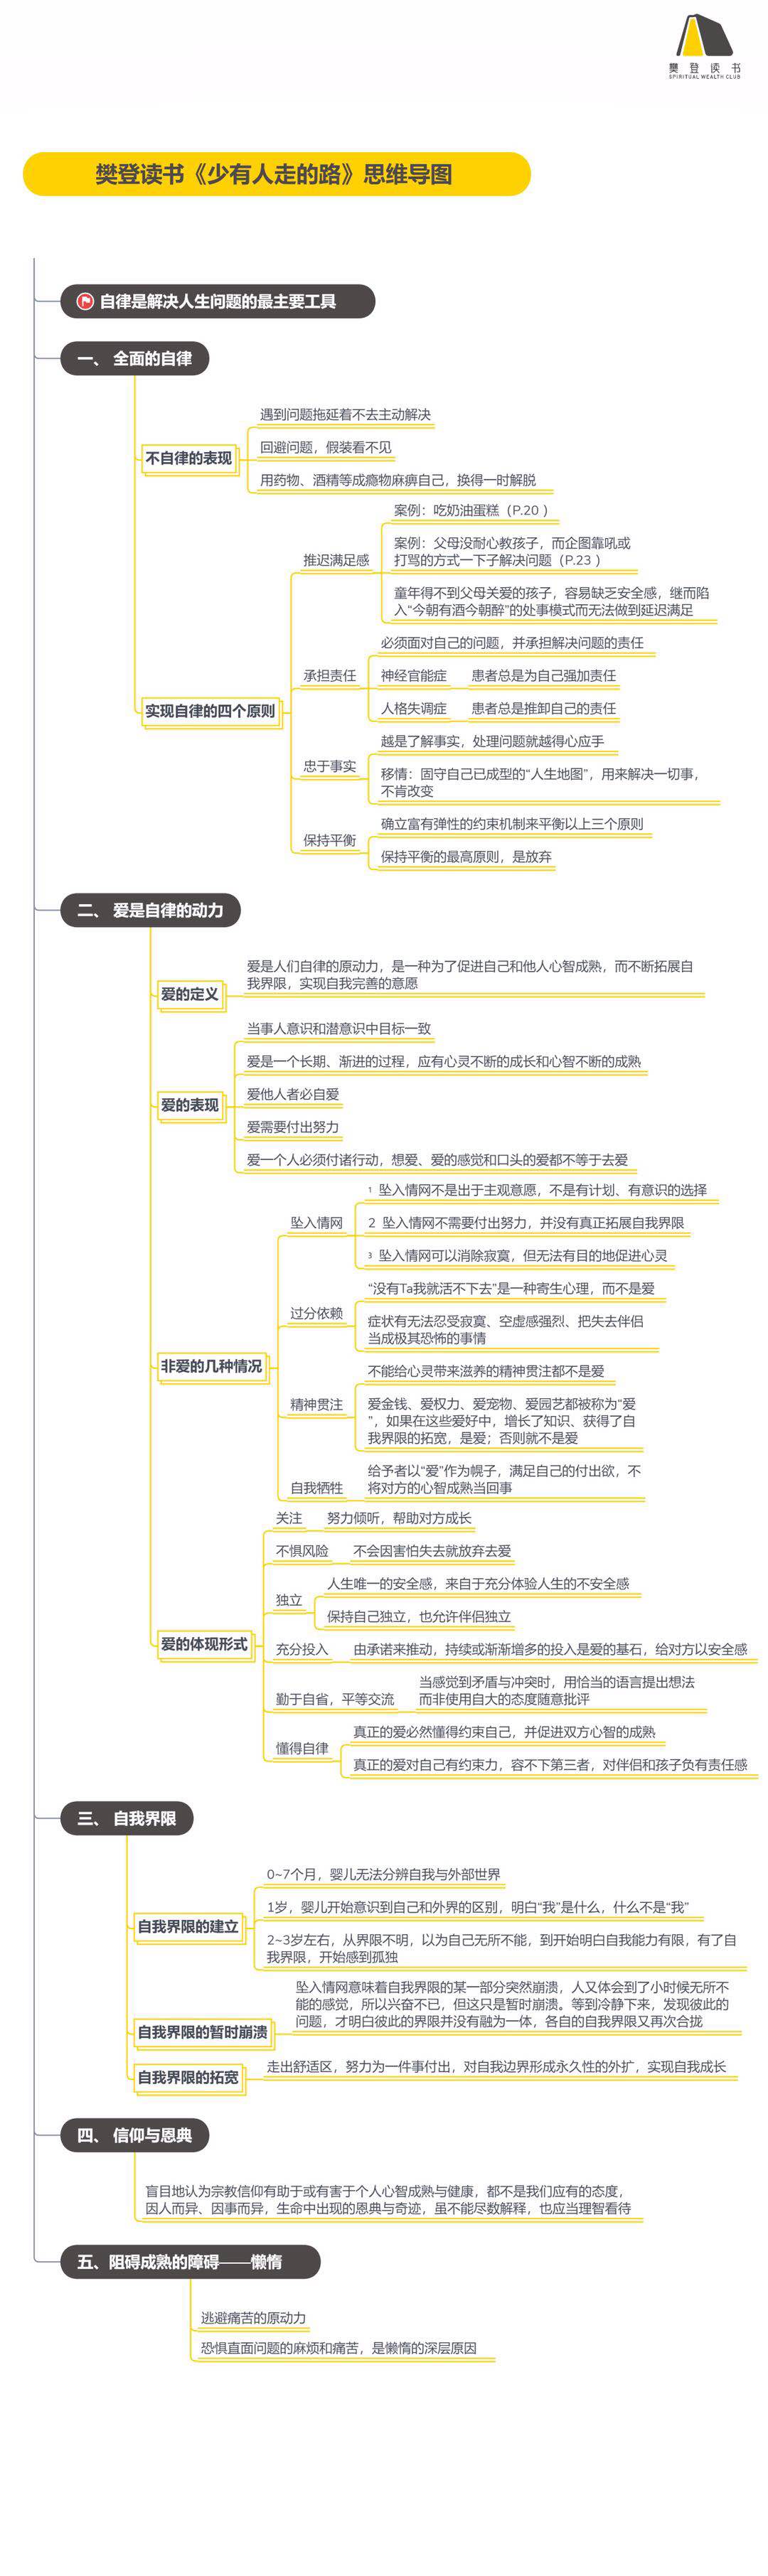 樊登读书
SPIRITUAL WEALTH CLUB
樊登读书《少有人走的路》思维导图
自律是解决人生问题的最主要工具
一、 全面的自律
不自律的表现
遇到问题拖延着不去主动解决
回避问题，假装看不见
用药物、酒精等成瘾物麻痹自己，换得一时解脱
实现自律的四个原则
推迟满足感
案例：吃奶油蛋糕（P.20 ）
案例：父母没耐心教孩子，而企图靠吼或
打骂的方式一下子解决问题（P.23 ）
童年得不到父母关爱的孩子，容易缺乏安全感，继而陷
入“今朝有酒今朝醉”的处事模式而无法做到延迟满足
承担责任
必须面对自己的问题，并承担解决问题的责任
神经官能症
患者总是为自己强加责任
人格失调症
患者总是推卸自己的责任
忠于事实
越是了解事实，处理问题就越得心应手
移情：固守自己已成型的“人生地图”，用来解决一切事，
不肯改变
保持平衡
确立富有弹性的约束机制来平衡以上三个原则
保持平衡的最高原则，是放弃
二、 爱是自律的动力
爱的定义
爱是人们自律的原动力，是一种为了促进自己和他人心智成熟，而不断拓展自
我界限，实现自我完善的意愿
爱的表现
当事人意识和潜意识中目标一致
爱是一个长期、渐进的过程，应有心灵不断的成长和心智不断的成熟
爱他人者必自爱
爱需要付出努力
爱一个人必须付诸行动，想爱、爱的感觉和口头的爱都不等于去爱
非爱的几种情况
坠入情网
1 坠入情网不是出于主观意愿，不是有计划、有意识的选择
2 坠入情网不需要付出努力，并没有真正拓展自我界限
3 坠入情网可以消除寂寞，但无法有目的地促进心灵
过分依赖
“没有Ta我就活不下去”是一种寄生心理，而不是爱
症状有无法忍受寂寞、空虚感强烈、把失去伴侣
当成极其恐怖的事情
精神贯注
不能给心灵带来滋养的精神贯注都不是爱
爱金钱、爱权力、爱宠物、爱园艺都被称为“爱
”，如果在这些爱好中，增长了知识、获得了自
我界限的拓宽，是爱；否则就不是爱
自我牺牲
给予者以“爱”作为幌子，满足自己的付出欲，不
将对方的心智成熟当回事
爱的体现形式
关注
努力倾听，帮助对方成长
不惧风险
不会因害怕失去就放弃去爱
独立
人生唯一的安全感，来自于充分体验人生的不安全感
保持自己独立，也允许伴侣独立
充分投入
由承诺来推动，持续或渐渐增多的投入是爱的基石，给对方以安全感
勤于自省，平等交流
当感觉到矛盾与冲突时，用恰当的语言提出想法
而非使用自大的态度随意批评
懂得自律
真正的爱必然懂得约束自己，并促进双方心智的成熟
真正的爱对自己有约束力，容不下第三者，对伴侣和孩子负有责任感
三、 自我界限
自我界限的建立
0~7个月，婴儿无法分辨自我与外部世界
1岁，婴儿开始意识到自己和外界的区别，明白“我”是什么，什么不是“我”
2~3岁左右，从界限不明，以为自己无所不能，到开始明白自我能力有限，有了自
我界限，开始感到孤独
自我界限的暂时崩溃
坠入情网意味着自我界限的某一部分突然崩溃，人又体会到了小时候无所不
能的感觉，所以兴奋不已，但这只是暂时崩溃。等到冷静下来，发现彼此的
问题，才明白彼此的界限并没有融为一体，各自的自我界限又再次合拢
自我界限的拓宽
走出舒适区，努力为一件事付出，对自我边界形成永久性的外扩，实现自我成长
四、 信仰与恩典
盲目地认为宗教信仰有助于或有害于个人心智成熟与健康，都不是我们应有的态度，
因人而异、因事而异，生命中出现的恩典与奇迹，虽不能尽数解释，也应当理智看待
五、阻碍成熟的障碍——懒惰
逃避痛苦的原动力
恐惧直面问题的麻烦和痛苦，是懒惰的深层原因